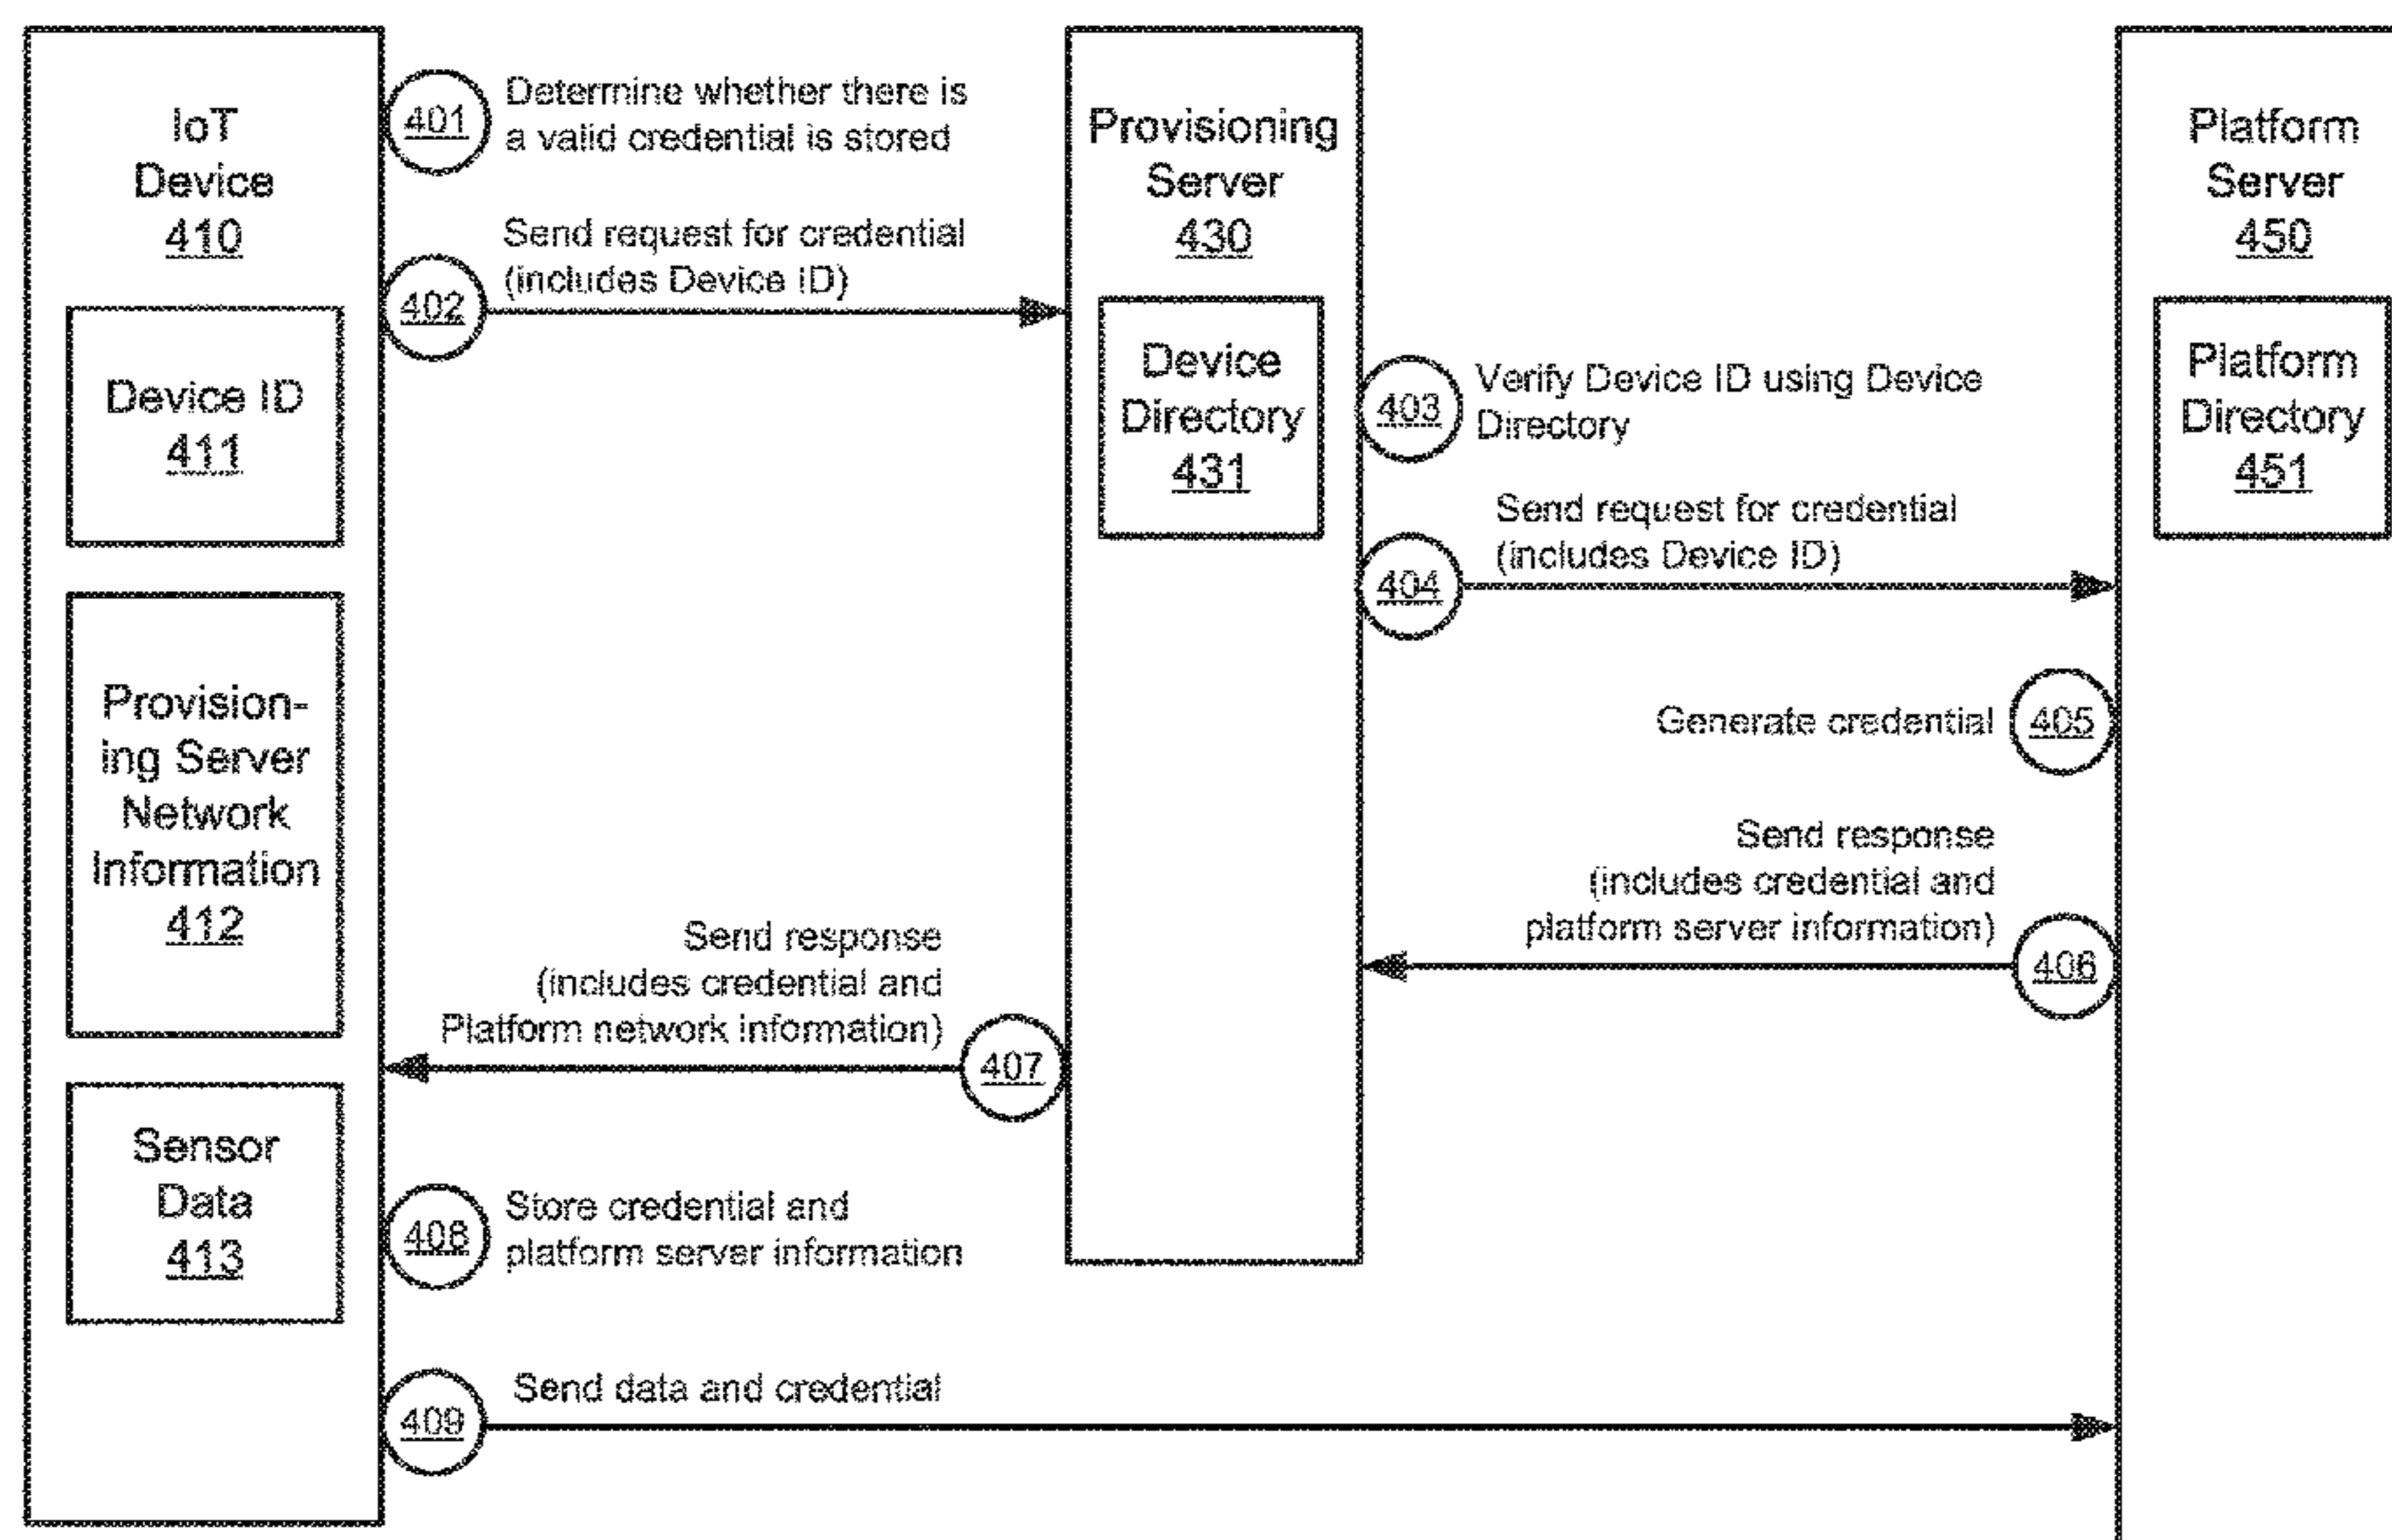 IoT
Device
410
Device ID
411
Provision-
ing Server
Network
Information
412
Sensor
Data
413
401
Determine whether there is
a valid credential is stored
402
Send request for credential
(includes Device ID)
Provisioning
Server
430
Device
Directory
431
403
Verify Device ID using Device
Directory
404
Send request for credential
(includes Device ID)
Platform
Server
450
Platform
Directory
451
Generate credential
405
Send response
(includes credential and
platform server information)
406
Send response
(includes credential and
Platform network information)
407
408
Store credential and
platform server information
409
Send data and credential